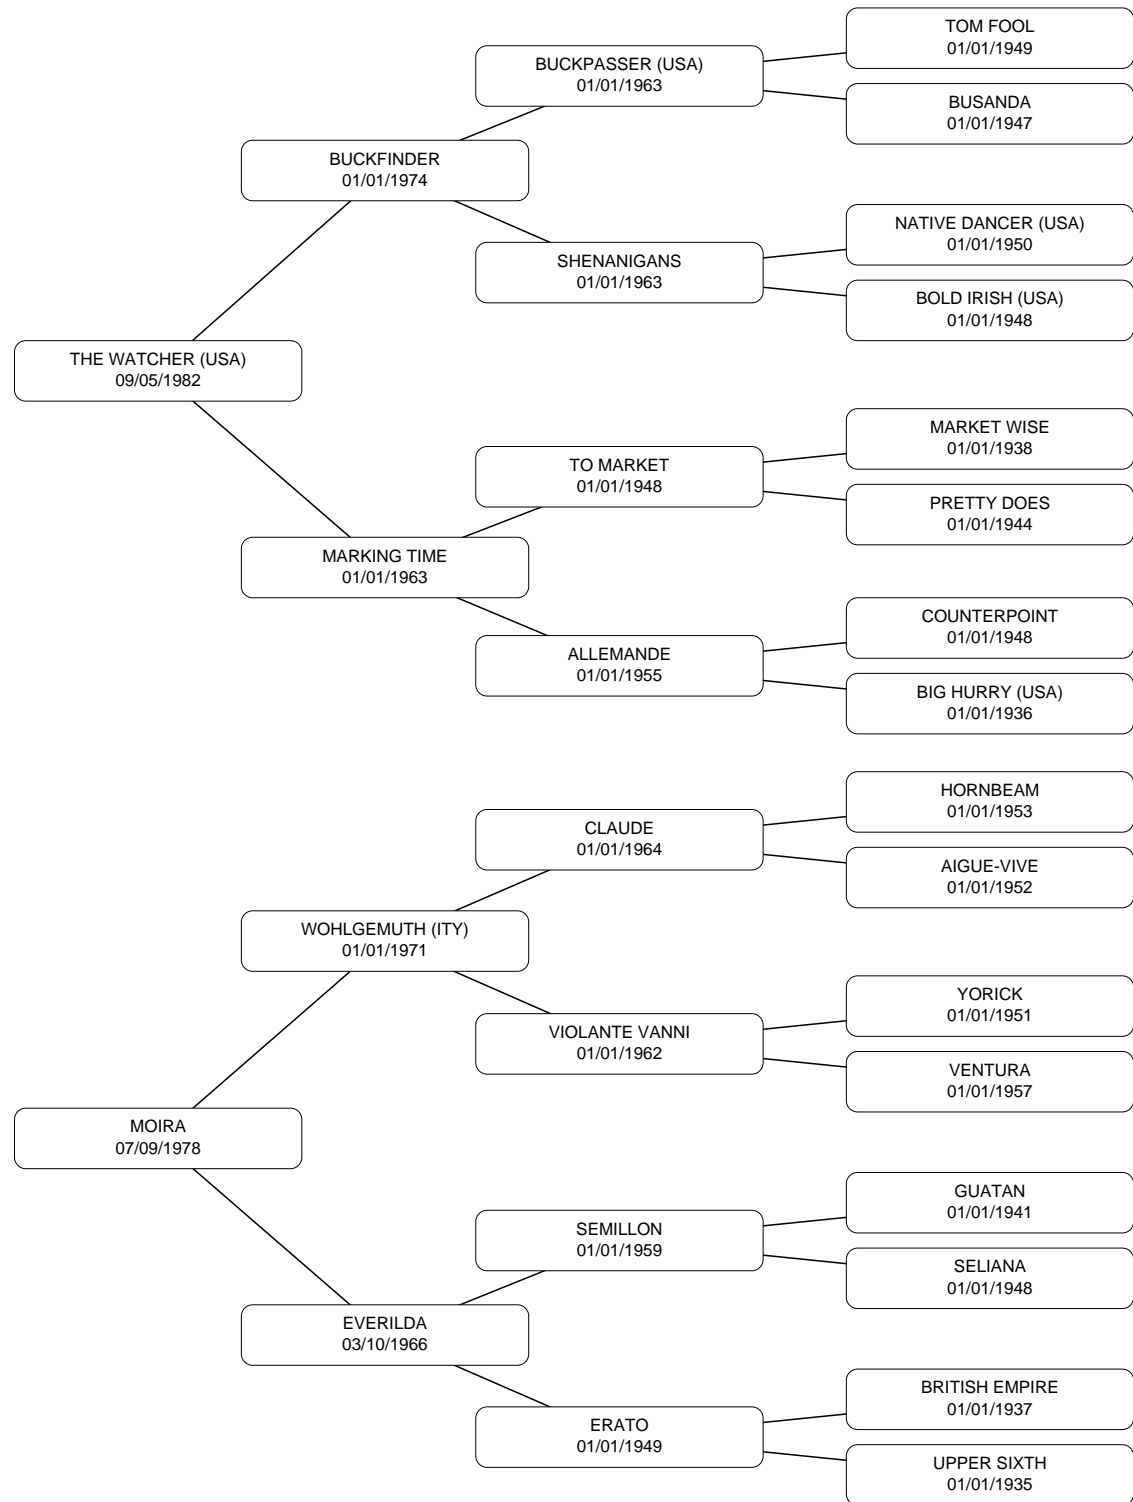 TOM FOOL
01/01/1949
BUCKPASSER (USA)
01/01/1963
BUSANDA
01/01/1947
BUCKFINDER
01/01/1974
NATIVE DANCER (USA)
01/01/1950
SHENANIGANS
01/01/1963
BOLD IRISH (USA)
01/01/1948
THE WATCHER (USA)
09/05/1982
MARKET WISE
01/01/1938
TO MARKET
01/01/1948
PRETTY DOES
01/01/1944
MARKING TIME
01/01/1963
COUNTERPOINT
01/01/1948
ALLEMANDE
01/01/1955
BIG HURRY (USA)
01/01/1936
HORNBEAM
01/01/1953
CLAUDE
01/01/1964
AIGUE-VIVE
01/01/1952
WOHLGEMUTH (ITY)
01/01/1971
YORICK
01/01/1951
VIOLANTE VANNI
01/01/1962
VENTURA
01/01/1957
MOIRA
07/09/1978
GUATAN
01/01/1941
SEMILLON
01/01/1959
SELIANA
01/01/1948
EVERILDA
03/10/1966
BRITISH EMPIRE
01/01/1937
ERATO
01/01/1949
UPPER SIXTH
01/01/1935